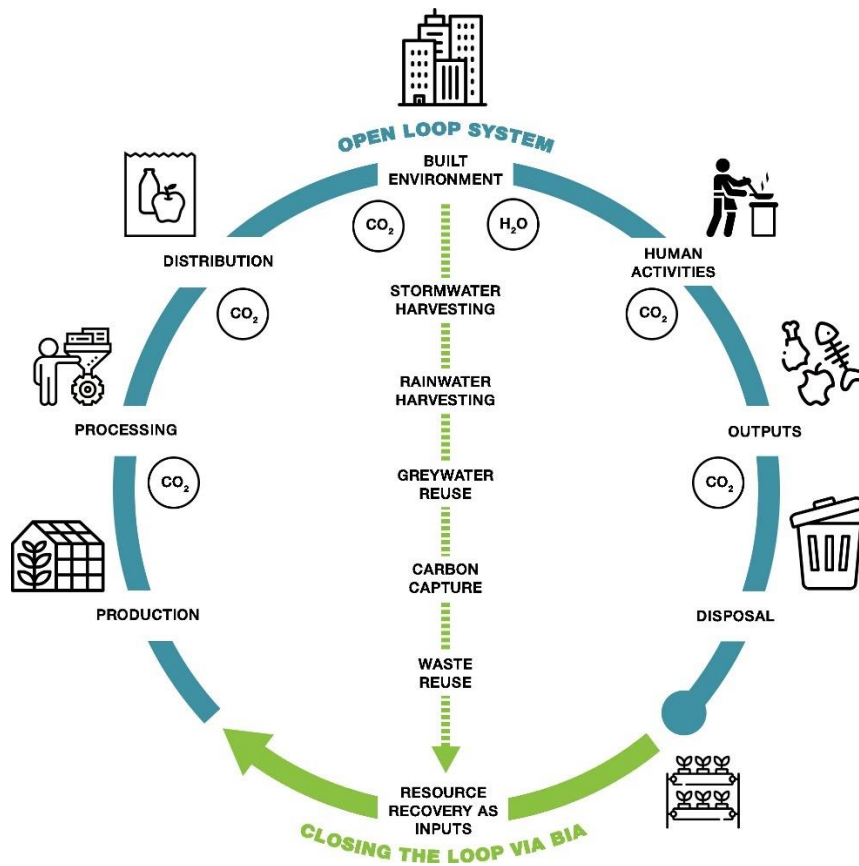 OPEN LOOP SYSTEM
BUILT
ENVIRONMENT
CO₂
H₂O
DISTRIBUTION
HUMAN
ACTIVITIES
CO₂
CO₂
STORMWATER
HARVESTING
RAINWATER
HARVESTING
PROCESSING
OUTPUTS
CO₂
CO₂
GREYWATER
REUSE
CARBON
CAPTURE
PRODUCTION
DISPOSAL
WASTE
REUSE
RESOURCE
RECOVERY AS
INPUTS
CLOSING THE LOOP VIA BIA